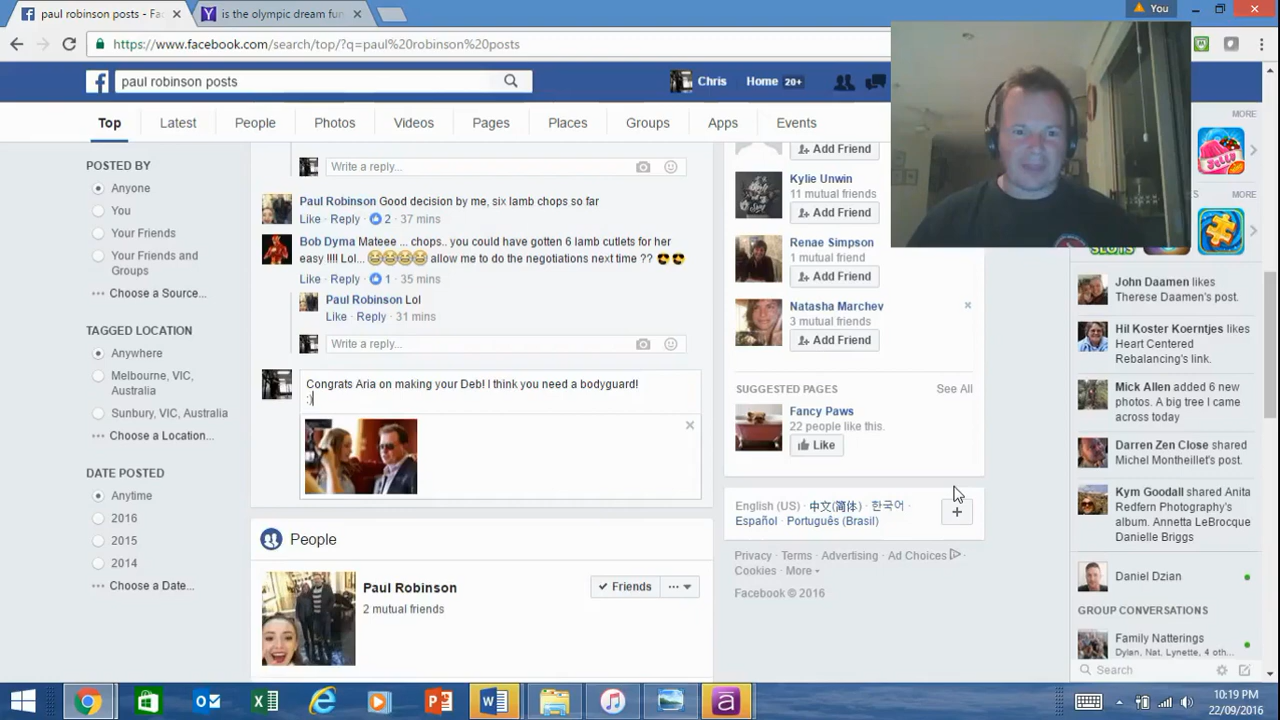 paul robinson posts - Fac
is the olympic dream fun
You
https://www.facebook.com/search/top/?q=paul%20robinson%20posts
paul robinson posts
Chris
Home 20+
Top
Latest
People
Photos
Videos
Pages
Places
Groups
Apps
Events
POSTED BY
Anyone
You
Your Friends
Your Friends and
Groups
Choose a Source...
TAGGED LOCATION
Anywhere
Melbourne, VIC,
Australia
Sunbury, VIC, Australia
Choose a Location...
DATE POSTED
Anytime
2016
2015
2014
Choose a Date...
Write a reply...
Paul Robinson Good decision by me, six lamb chops so far
Like · Reply · 2 · 37 mins
Bob Dyma Mateee ... chops.. you could have gotten 6 lamb cutlets for her
easy !!!! Lol... 😂😂😂😂 allow me to do the negotiations next time ?? 😎 😎
Like · Reply · 1 · 35 mins
Paul Robinson Lol
Like · Reply · 31 mins
Write a reply...
Congrats Aria on making your Deb! I think you need a bodyguard!
:)
People
Paul Robinson
2 mutual friends
Friends
Add Friend
Kylie Unwin
11 mutual friends
Add Friend
Renae Simpson
1 mutual friend
Add Friend
Natasha Marchev
3 mutual friends
Add Friend
SUGGESTED PAGES
See All
Fancy Paws
22 people like this.
Like
English (US) · 中文(简体) · 한국어 ·
Español · Português (Brasil)
Privacy · Terms · Advertising · Ad Choices ·
Cookies · More
Facebook © 2016
MORE
MORE
SLOTS
John Daamen likes
Therese Daamen's post.
Hil Koster Koerntjes likes
Heart Centered
Rebalancing's link.
Mick Allen added 6 new
photos. A big tree I came
across today
Darren Zen Close shared
Michel Montheillet's post.
Kym Goodall shared Anita
Redfern Photography's
album. Annetta LeBrocque
Danielle Briggs
Daniel Dzian
GROUP CONVERSATIONS
Family Natterings
Dylan, Nat, Lynette, 4 oth...
Search
10:19 PM
22/09/2016